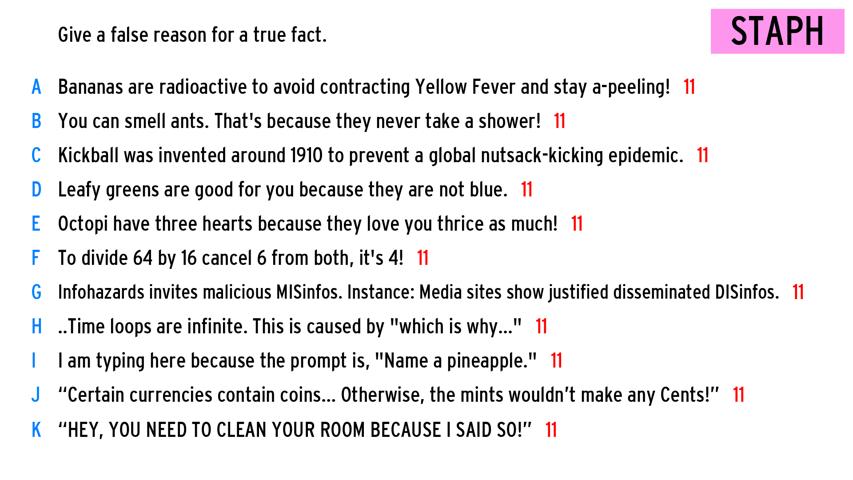 Give a false reason for a true fact.
STAPH
A Bananas are radioactive to avoid contracting Yellow Fever and stay a-peeling! 11
B You can smell ants. That's because they never take a shower! 11
C Kickball was invented around 1910 to prevent a global nutsack-kicking epidemic. 11
D Leafy greens are good for you because they are not blue. 11
E Octopi have three hearts because they love you thrice as much! 11
F To divide 64 by 16 cancel 6 from both, it's 4! 11
G Infohazards invites malicious MISinfos. Instance: Media sites show justified disseminated DISinfos. 11
H ..Time loops are infinite. This is caused by "which is why..." 11
I I am typing here because the prompt is, "Name a pineapple." 11
J “Certain currencies contain coins... Otherwise, the mints wouldn’t make any Cents!” 11
K “HEY, YOU NEED TO CLEAN YOUR ROOM BECAUSE I SAID SO!” 11